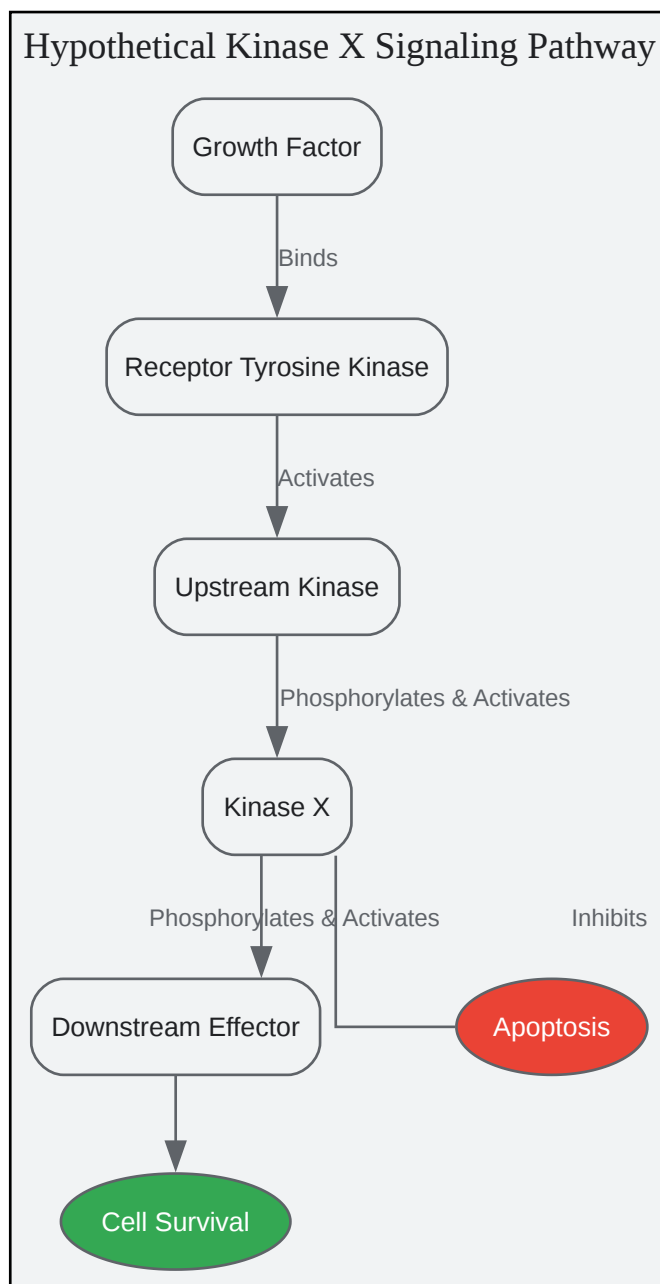 Hypothetical Kinase X Signaling Pathway
Growth Factor
Binds
Receptor Tyrosine Kinase
Activates
Upstream Kinase
Phosphorylates & Activates
Kinase X
Phosphorylates & Activates
Inhibits
Downstream Effector
Apoptosis
Cell Survival